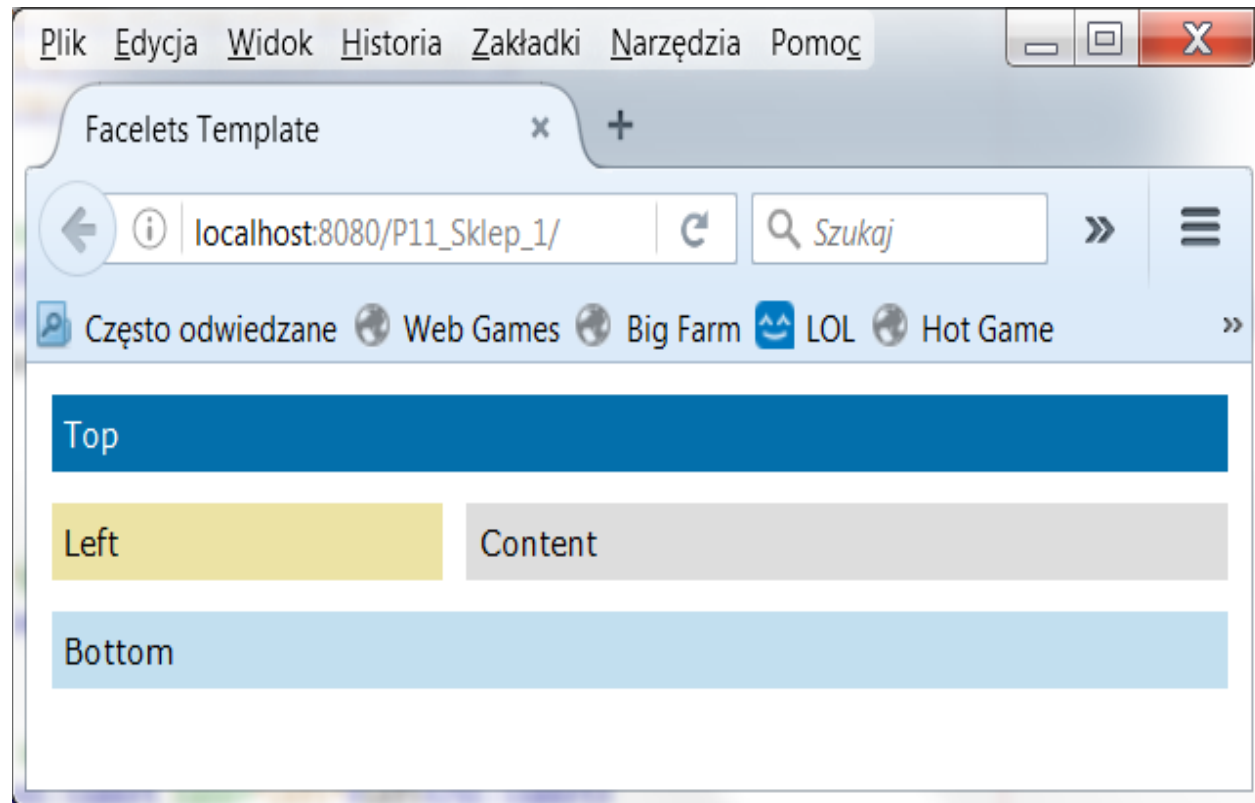 Plik Edycja Widok Historia Zakładki Narzędzia Pomoc
Facelets Template
localhost:8080/P11_Sklep_1/ Szukaj
Często odwiedzane Web Games Big Farm LOL Hot Game
Top
Left Content
Bottom